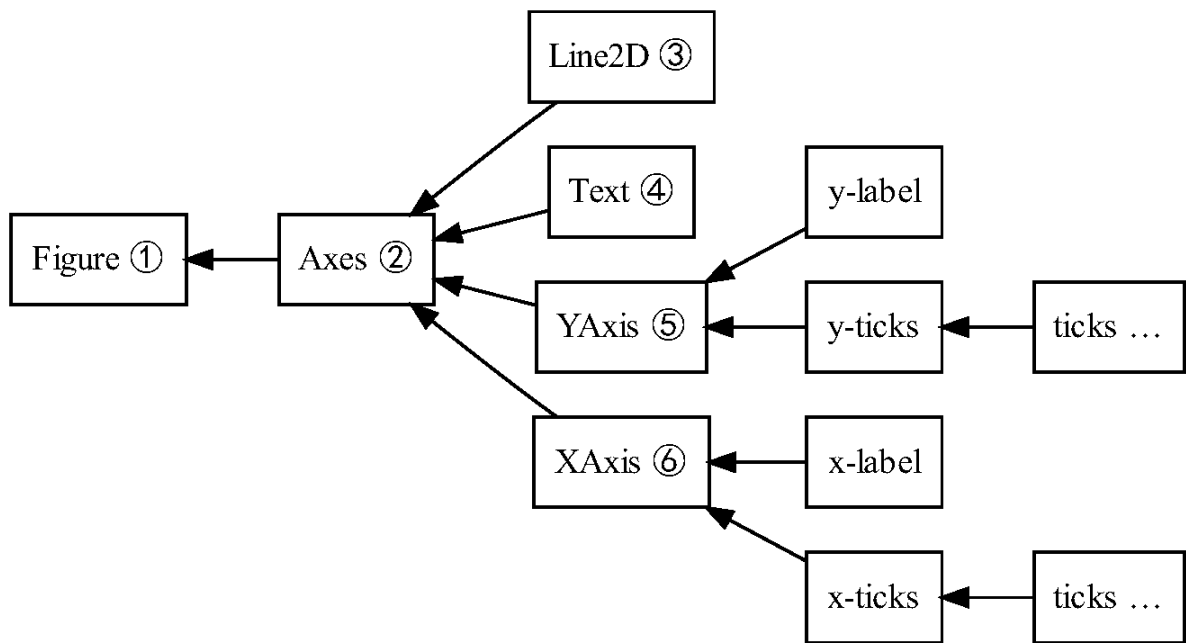 Line2D ③
Text ④
y-label
Figure ①
Axes ②
YAxis ⑤
y-ticks
ticks …
XAxis ⑥
x-label
x-ticks
ticks …